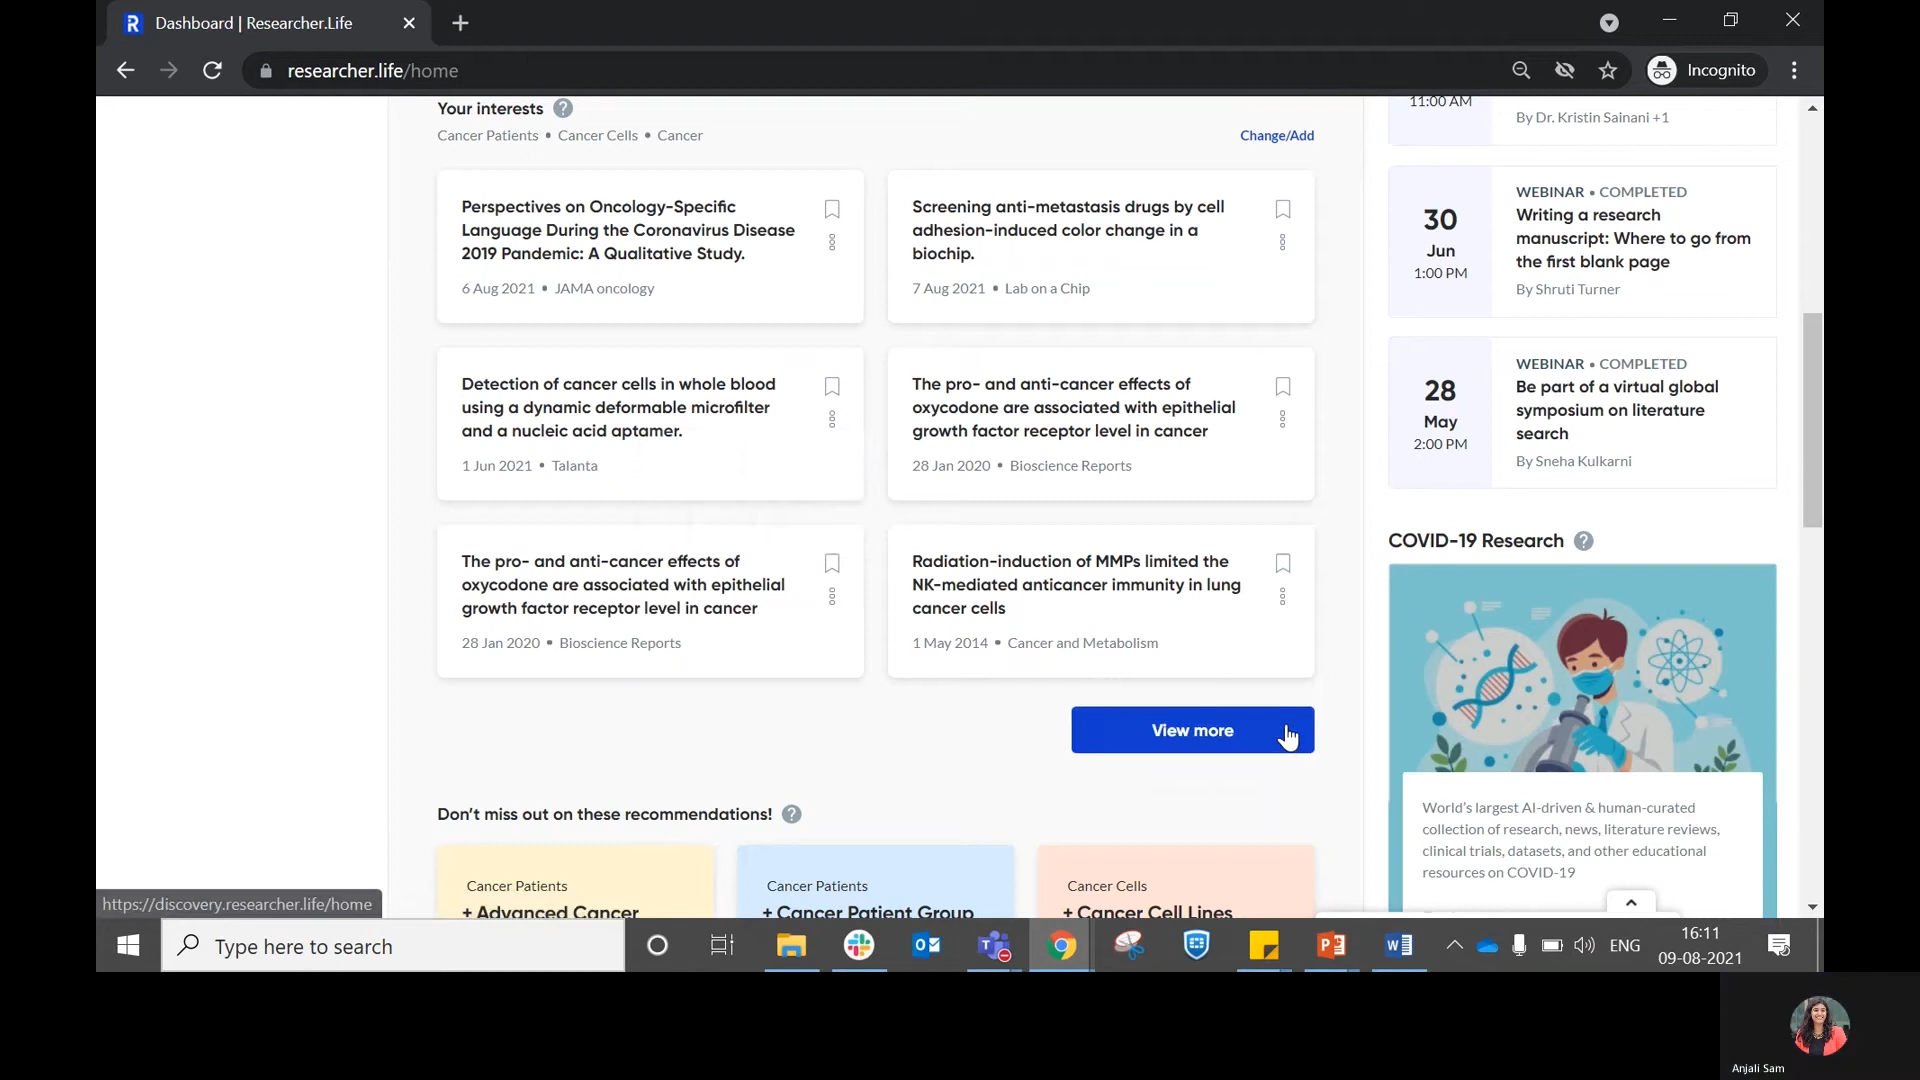 Dashboard | Researcher.Life
researcher.life/home
Incognito
Your interests
Cancer Patients • Cancer Cells • Cancer
Change/Add
Perspectives on Oncology-Specific
Language During the Coronavirus Disease
2019 Pandemic: A Qualitative Study.
6 Aug 2021 • JAMA oncology
Screening anti-metastasis drugs by cell
adhesion-induced color change in a
biochip.
7 Aug 2021 • Lab on a Chip
Detection of cancer cells in whole blood
using a dynamic deformable microfilter
and a nucleic acid aptamer.
1 Jun 2021 • Talanta
The pro- and anti-cancer effects of
oxycodone are associated with epithelial
growth factor receptor level in cancer
28 Jan 2020 • Bioscience Reports
The pro- and anti-cancer effects of
oxycodone are associated with epithelial
growth factor receptor level in cancer
28 Jan 2020 • Bioscience Reports
Radiation-induction of MMPs limited the
NK-mediated anticancer immunity in lung
cancer cells
1 May 2014 • Cancer and Metabolism
View more
Don't miss out on these recommendations!
Cancer Patients
+ Advanced Cancer
Cancer Patients
+ Cancer Patient Group
Cancer Cells
+ Cancer Cell Lines
11:00 AM
By Dr. Kristin Sainani +1
30
Jun
1:00 PM
WEBINAR • COMPLETED
Writing a research
manuscript: Where to go from
the first blank page
By Shruti Turner
28
May
2:00 PM
WEBINAR • COMPLETED
Be part of a virtual global
symposium on literature
search
By Sneha Kulkarni
COVID-19 Research
World's largest AI-driven & human-curated
collection of research, news, literature reviews,
clinical trials, datasets, and other educational
resources on COVID-19
https://discovery.researcher.life/home
Type here to search
ENG
16:11
09-08-2021
Anjali Sam